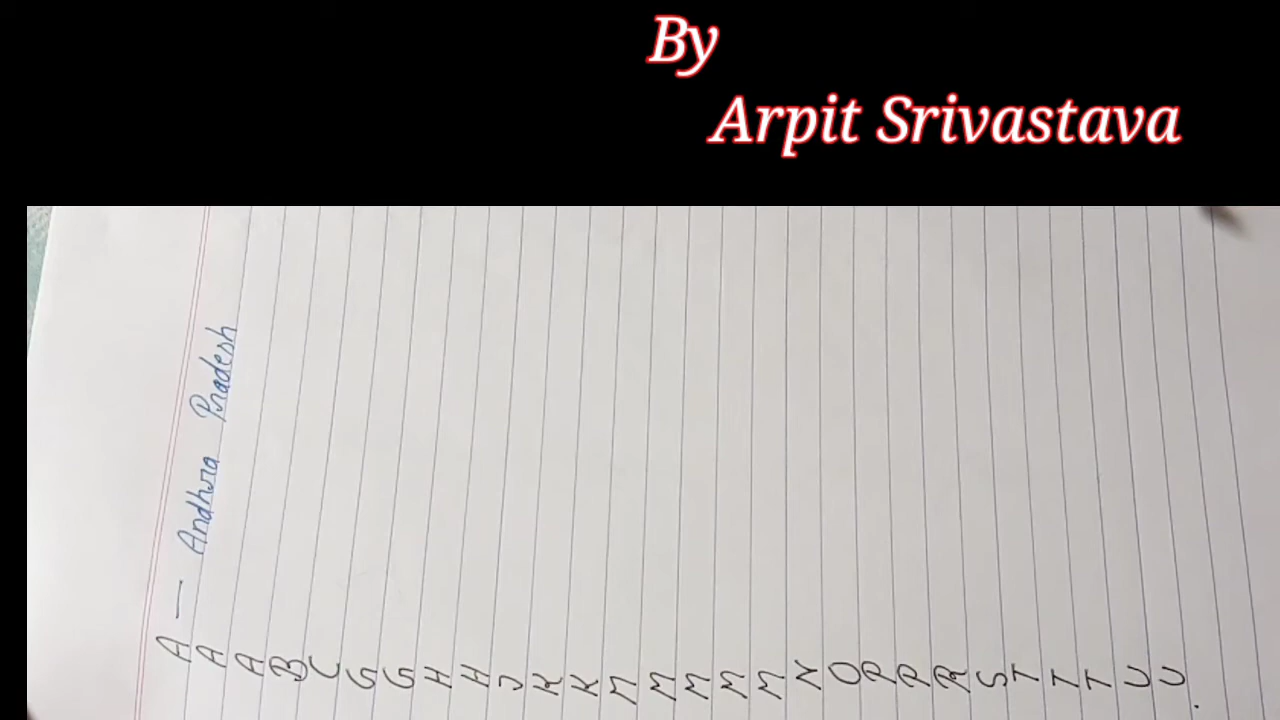 By
Arpit Srivastava
A — Andhra Pradesh
A
A
B
C
G
G
H
H
J
K
K
M
M
M
M
M
N
O
P
P
R
S
T
T
T
U
U